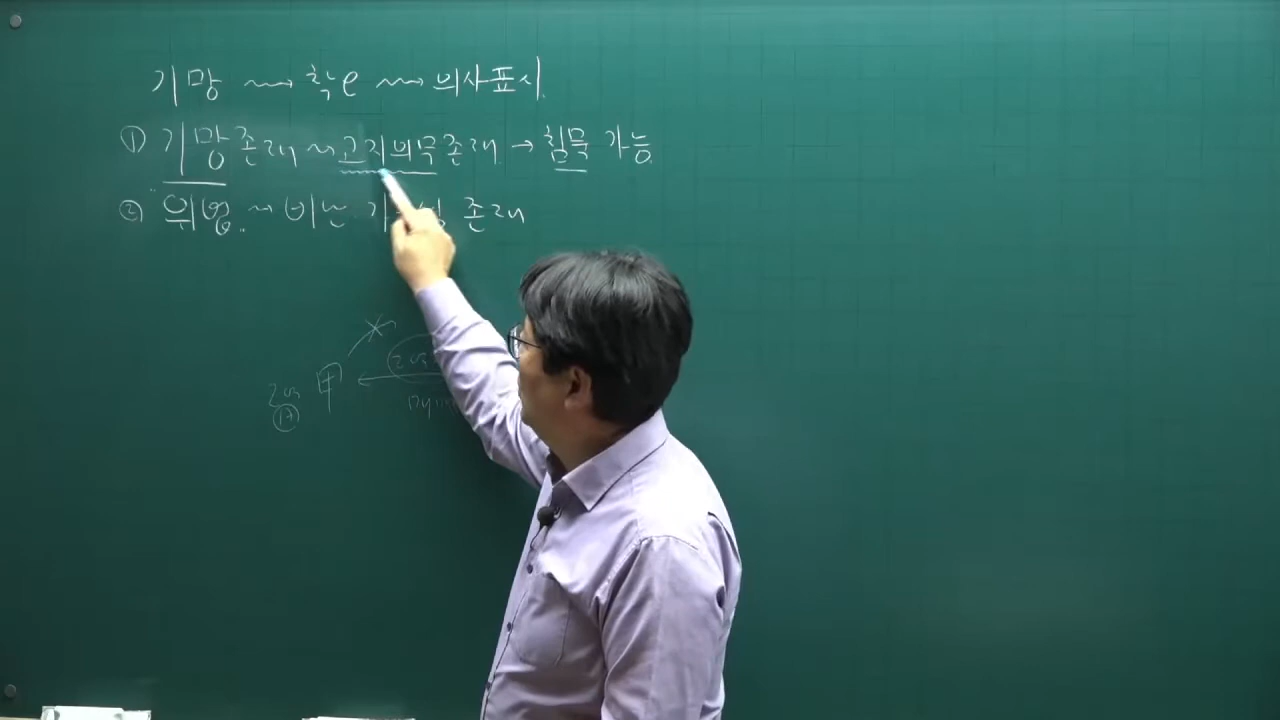 기망 → 착e → 의사표시
① 기망존재 → 고지의무존재 → 침묵 가능
② "위법" → 비난 존재
甲